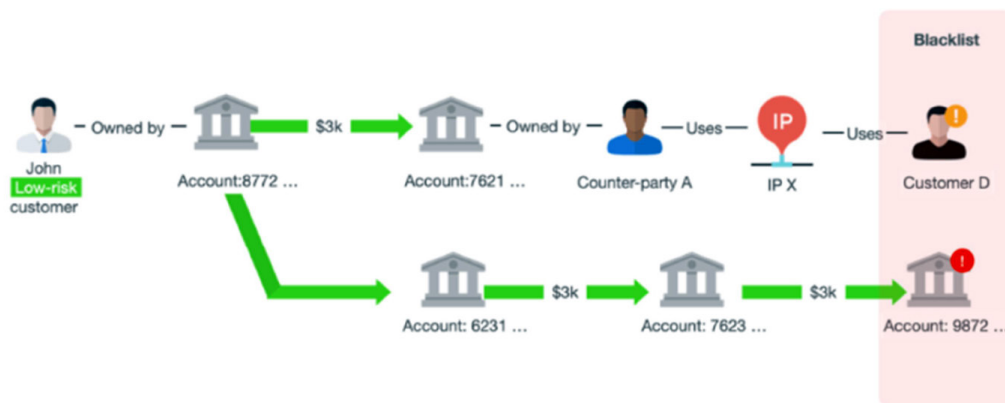 Blacklist
Owned by
$3k
Owned by
Uses
IP
Uses
!
John
Low-risk
customer
Account:8772 ...
Account:7621 ...
Counter-party A
IP X
Customer D
!
$3k
$3k
Account: 6231 ...
Account: 7623 ...
Account: 9872 ...